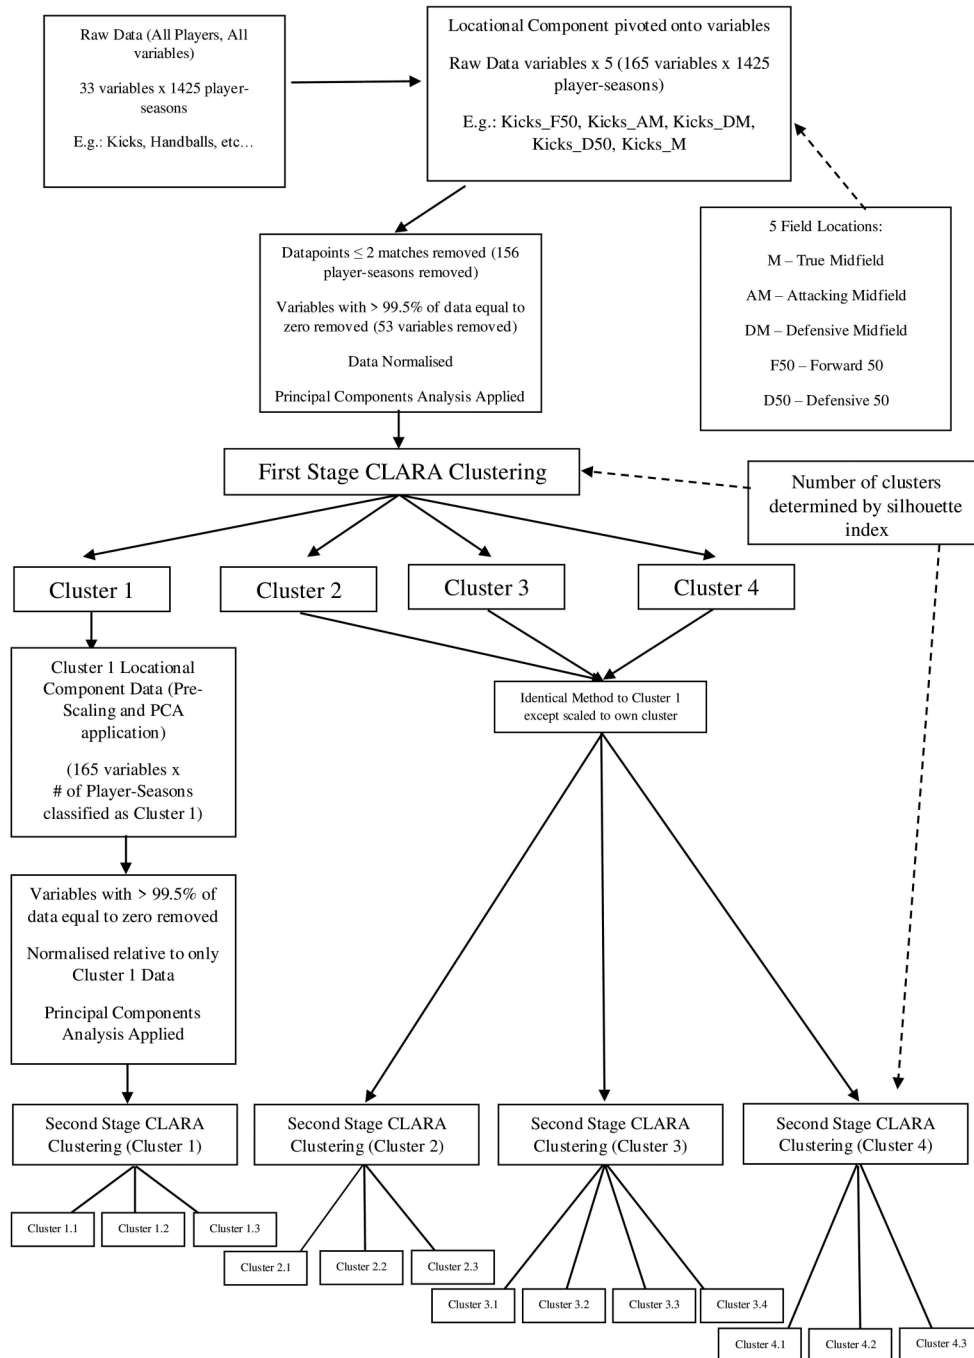 Raw Data (All Players, All
variables)
33 variables x 1425 player-
seasons
E.g.: Kicks, Handballs, etc…
Locational Component pivoted onto variables
Raw Data variables x 5 (165 variables x 1425
player-seasons)
E.g.: Kicks_F50, Kicks_AM, Kicks_DM,
Kicks_D50, Kicks_M
5 Field Locations:
M – True Midfield
AM – Attacking Midfield
DM – Defensive Midfield
F50 – Forward 50
D50 – Defensive 50
Datapoints ≤ 2 matches removed (156
player-seasons removed)
Variables with > 99.5% of data equal to
zero removed (53 variables removed)
Data Normalised
Principal Components Analysis Applied
First Stage CLARA Clustering
Number of clusters
determined by silhouette
index
Cluster 1
Cluster 2
Cluster 3
Cluster 4
Cluster 1 Locational
Component Data (Pre-
Scaling and PCA
application)
(165 variables x
# of Player-Seasons
classified as Cluster 1)
Identical Method to Cluster 1
except scaled to own cluster
Variables with > 99.5% of
data equal to zero removed
Normalised relative to only
Cluster 1 Data
Principal Components
Analysis Applied
Second Stage CLARA
Clustering (Cluster 1)
Second Stage CLARA
Clustering (Cluster 2)
Second Stage CLARA
Clustering (Cluster 3)
Second Stage CLARA
Clustering (Cluster 4)
Cluster 1.1
Cluster 1.2
Cluster 1.3
Cluster 2.1
Cluster 2.2
Cluster 2.3
Cluster 3.1
Cluster 3.2
Cluster 3.3
Cluster 3.4
Cluster 4.1
Cluster 4.2
Cluster 4.3